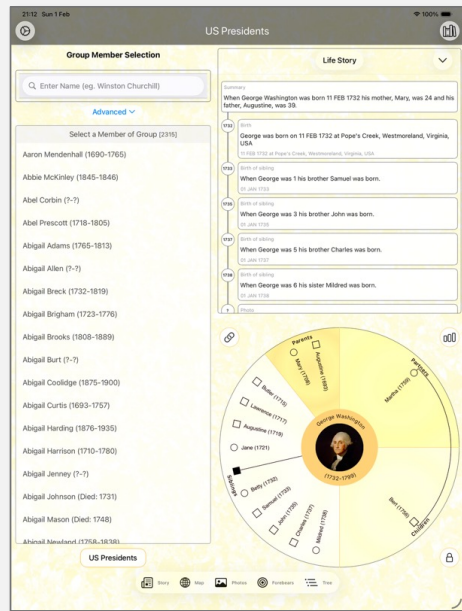 21:12 Sun 1 Feb
100%
US Presidents
Group Member Selection
Enter Name (eg. Winston Churchill)
Advanced
Select a Member of Group [2315]
Aaron Mendenhall (1690-1765)
Abbie McKinley (1845-1846)
Abel Corbin (?-?)
Abel Prescott (1718-1805)
Abigail Adams (1765-1813)
Abigail Allen (?-?)
Abigail Breck (1732-1819)
Abigail Brigham (1723-1776)
Abigail Brooks (1808-1889)
Abigail Burt (?-?)
Abigail Coolidge (1875-1900)
Abigail Curtis (1693-1757)
Abigail Harding (1876-1935)
Abigail Harrison (1710-1780)
Abigail Jenney (?-?)
Abigail Johnson (Died: 1731)
Abigail Mason (Died: 1748)
Abigail Newland (1758-1838)
US Presidents
Life Story
Summary
When George Washington was born 11 FEB 1732 his mother, Mary, was 24 and his
father, Augustine, was 39.
1732
Birth
George was born on 11 FEB 1732 at Pope's Creek, Westmoreland, Virginia,
USA
11 FEB 1732 at Pope's Creek, Westmoreland, Virginia, USA
1733
Birth of sibling
When George was 1 his brother Samuel was born.
01 JAN 1733
1735
Birth of sibling
When George was 3 his brother John was born.
01 JAN 1735
1737
Birth of sibling
When George was 5 his brother Charles was born.
01 JAN 1737
1738
Birth of sibling
When George was 6 his sister Mildred was born.
01 JAN 1738
?
Photo
Parents
Mary (1708)
Augustine (1693)
Partners
Martha (1759)
Siblings
Butler (1715)
Lawrence (1717)
Augustine (1719)
Jane (1721)
Betty (1732)
Samuel (1733)
John (1735)
Charles (1737)
Mildred (1738)
George Washington
(1732-1799)
Children
Bert (1756)
Story
Map
Photos
Forebears
Tree